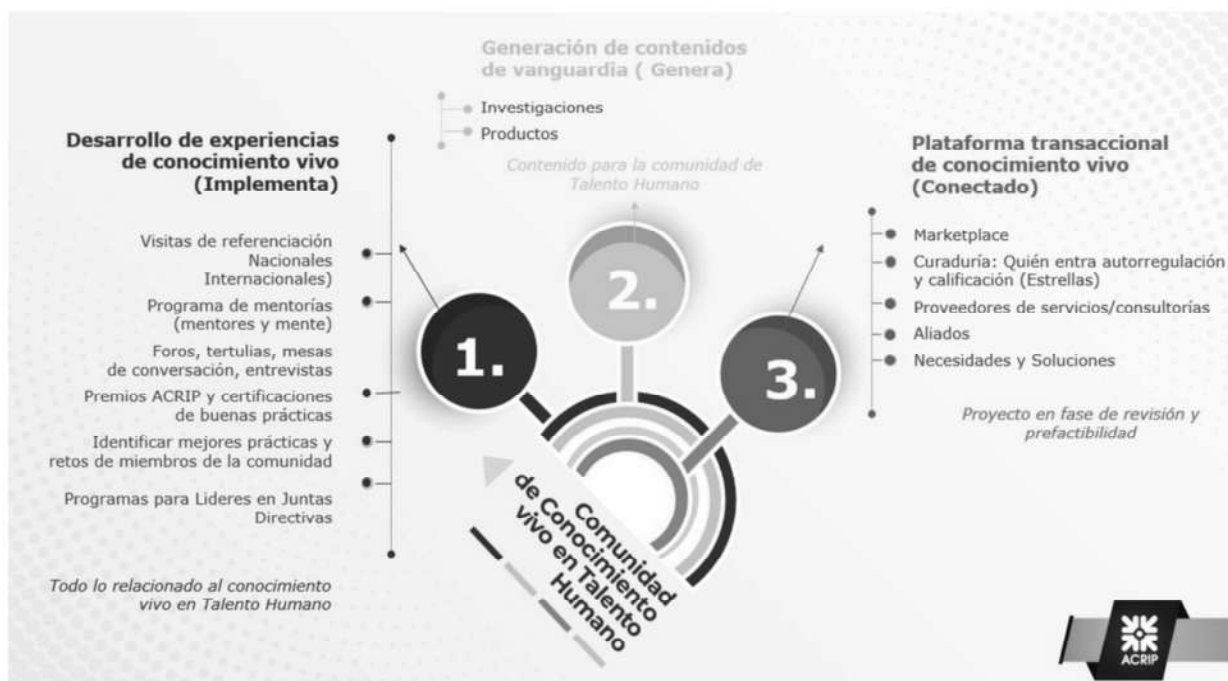 Generación de contenidos
de vanguardia ( Genera)
Investigaciones
Productos
Contenido para la comunidad de
Talento Humano
Desarrollo de experiencias
de conocimiento vivo
(Implementa)
Visitas de referenciación
Nacionales
Internacionales)
Programa de mentorías
(mentores y mente)
Foros, tertulias, mesas
de conversación, entrevistas
Premios ACRIP y certificaciones
de buenas prácticas
Identificar mejores prácticas y
retos de miembros de la comunidad
Programas para Lideres en Juntas
Directivas
Todo lo relacionado al conocimiento
vivo en Talento Humano
1.
2.
3.
Comunidad
de Conocimiento
vivo en Talento
Humano
Plataforma transaccional
de conocimiento vivo
(Conectado)
Marketplace
Curaduría: Quién entra autorregulación
y calificación (Estrellas)
Proveedores de servicios/consultorías
Aliados
Necesidades y Soluciones
Proyecto en fase de revisión y
prefactibilidad
ACRIP